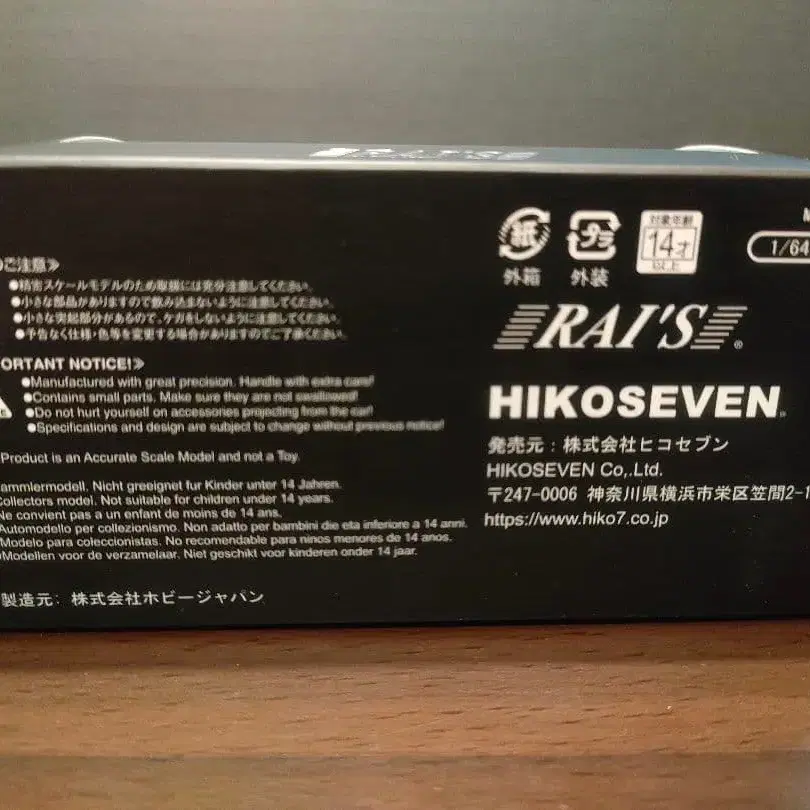 のご注意》
●精密スケールモデルのため取扱には充分注意してください。
●小さな部品がありますので飲み込まないように注意してください。
●小さな突起部分があるので、ケガをしないように注意してください。
●予告なく仕様・色等を変更する場合がありますのでご了承ください。
ORTANT NOTICE!》
●Manufactured with great precision. Handle with extra care!
●Contains small parts. Make sure they are not swallowed!
●Do not hurt yourself on accessories projecting from the car!
●Specifications and design are subject to change without previous notice!
Product is an Accurate Scale Model and not a Toy.
ammlermodell. Nicht geeignet fur Kinder unter 14 Jahren.
ollectors model. Not suitable for children under 14 years.
Ne convient pas a un enfant de moins de 14 ans.
Automodello per collezionismo. Non adatto per bambini die eta inferiore a 14 anni.
Modelo para coleccionistas. No recomendable para ninos menores de 14 anos.
Modellen voor de verzamelaar. Niet geschikt voor kinderen onder 14 jaar.
製造元: 株式会社ホビージャパン
紙
外箱
プラ
外装
対象年齢
14才
以上
1/64
RAI'S®
HIKOSEVEN®
発売元：株式会社ヒコセブン
HIKOSEVEN Co,.Ltd.
〒247-0006 神奈川県横浜市栄区笠間2-1
https://www.hiko7.co.jp